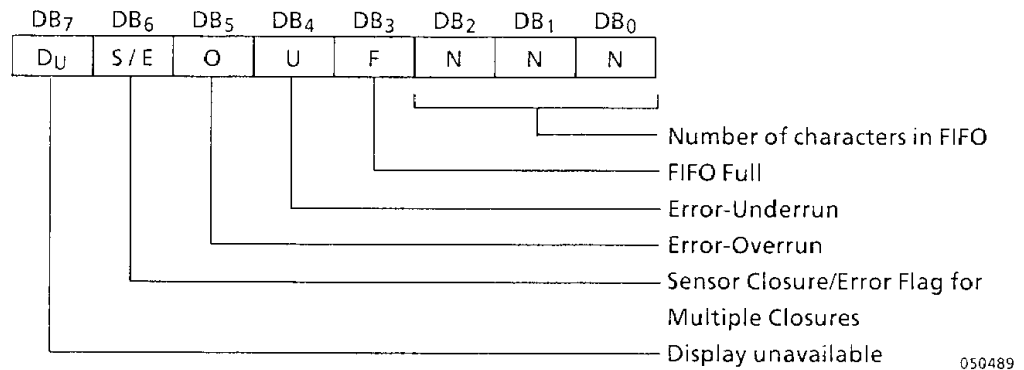 DB7 DB6 DB5 DB4 DB3 DB2 DB1 DB0
DU S/E O U F N N N
Number of characters in FIFO
FIFO Full
Error-Underrun
Error-Overrun
Sensor Closure/Error Flag for
Multiple Closures
Display unavailable
050489